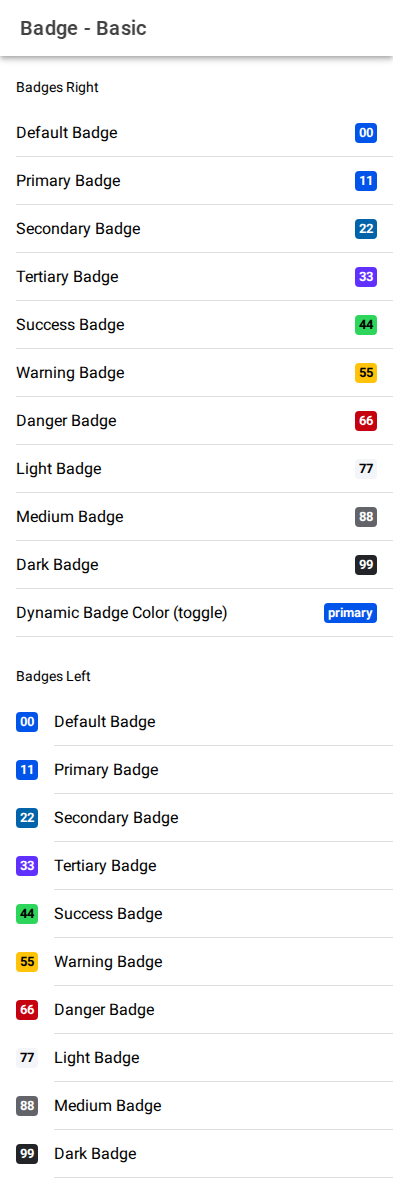 Badge - Basic
Badges Right
Default Badge 00
Primary Badge 11
Secondary Badge 22
Tertiary Badge 33
Success Badge 44
Warning Badge 55
Danger Badge 66
Light Badge 77
Medium Badge 88
Dark Badge 99
Dynamic Badge Color (toggle) primary
Badges Left
00 Default Badge
11 Primary Badge
22 Secondary Badge
33 Tertiary Badge
44 Success Badge
55 Warning Badge
66 Danger Badge
77 Light Badge
88 Medium Badge
99 Dark Badge